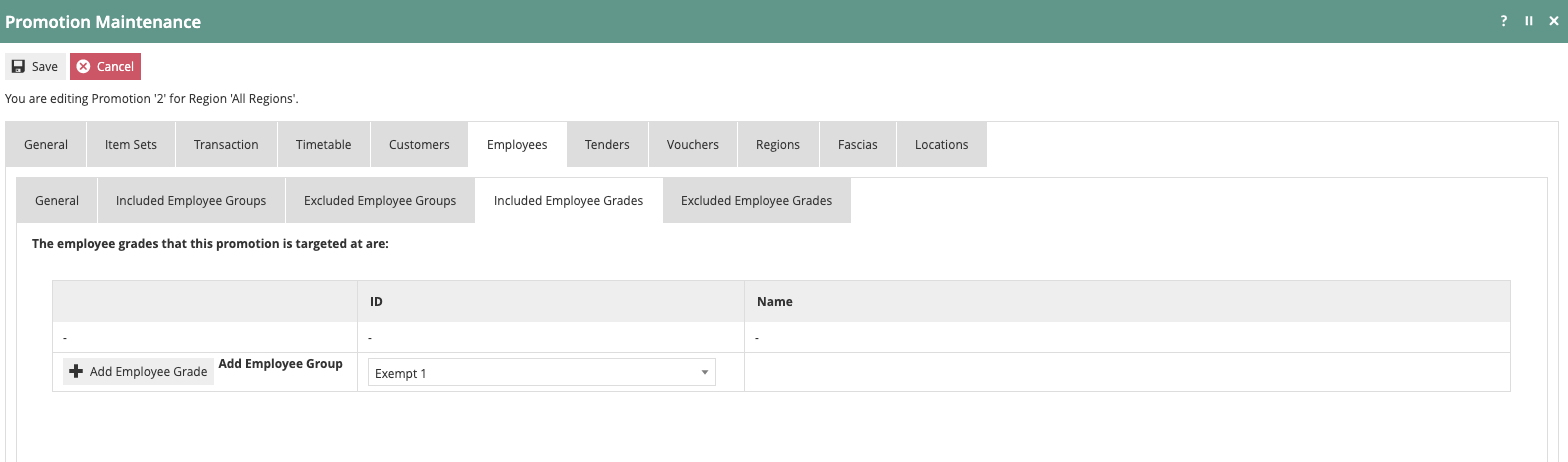 Promotion Maintenance ?
Save Cancel
You are editing Promotion '2' for Region 'All Regions'.
General Item Sets Transaction Timetable Customers Employees Tenders Vouchers Regions Fascias Locations
General Included Employee Groups Excluded Employee Groups Included Employee Grades Excluded Employee Grades
The employee grades that this promotion is targeted at are:
ID Name
- - -
Add Employee Grade Add Employee Group Exempt 1